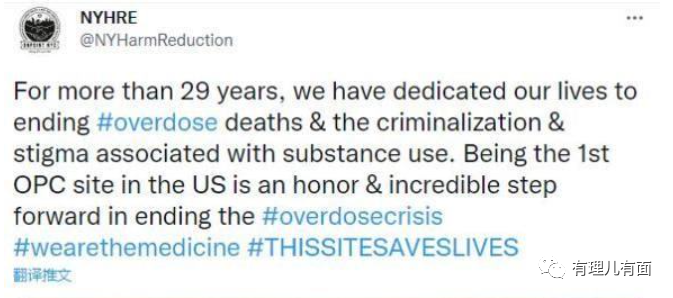 NYHRE
@NYHarmReduction
For more than 29 years, we have dedicated our lives to
ending #overdose deaths & the criminalization &
stigma associated with substance use. Being the 1st
OPC site in the US is an honor & incredible step
forward in ending the #overdosecrisis
#wearethemedicine #THISSITESAVESLIVES
翻译推文
有理儿有面